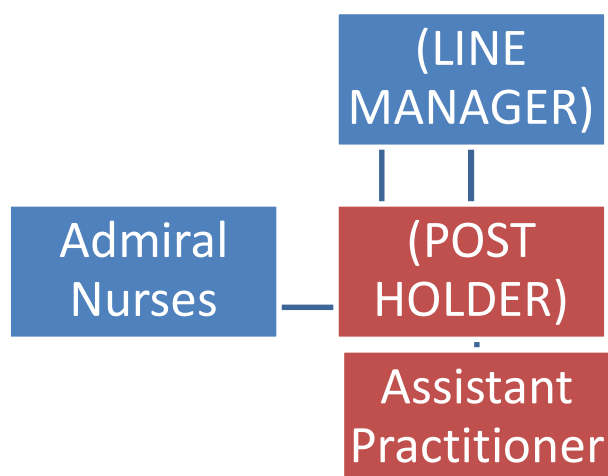 (LINE
MANAGER)
Admiral
Nurses
(POST
HOLDER)
Assistant
Practitioner